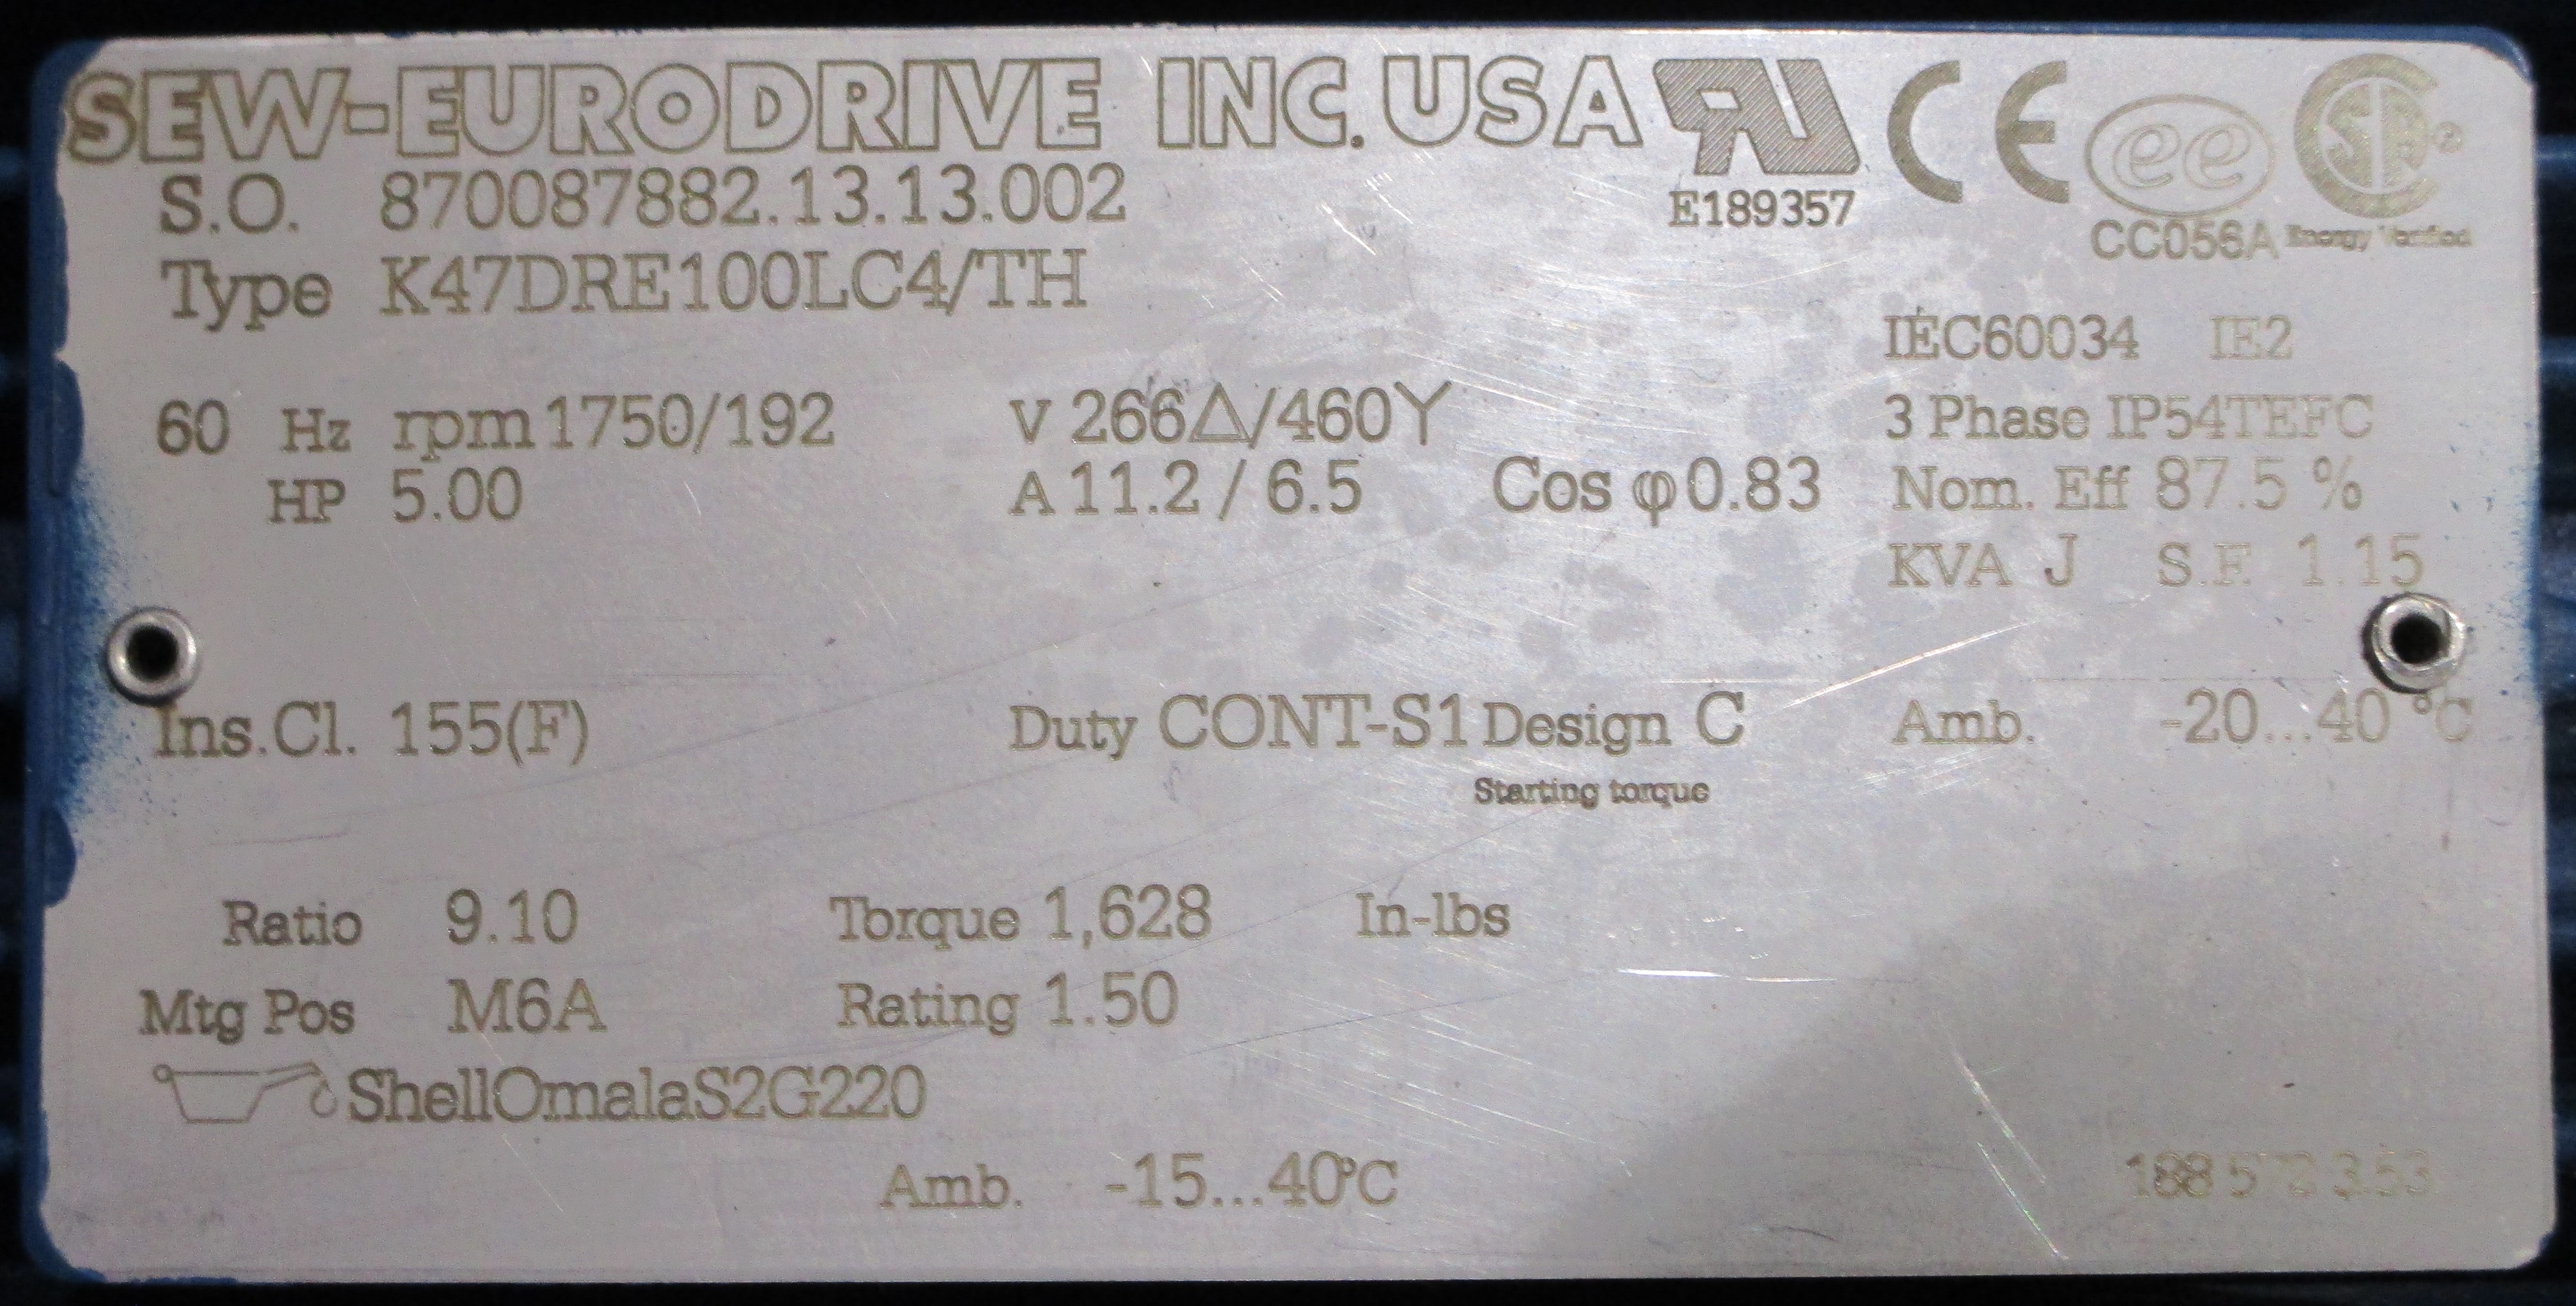 SEW-EURODRIVE INC. USA
E189357
CC056A Energy Verified
S.O. 870087882.13.13.002
Type K47DRE100LC4/TH
IEC60034 IE2
60 Hz rpm 1750/192 V 266△/460Y 3 Phase IP54TEFC
HP 5.00 A 11.2 / 6.5 Cos φ 0.83 Nom. Eff 87.5 %
KVA J S.F. 1.15
Ins.Cl. 155(F) Duty CONT-S1 Design C Amb. -20...40 °C
Starting torque
Ratio 9.10 Torque 1,628 In-lbs
Mtg Pos M6A Rating 1.50
ShellOmalaS2G220
Amb. -15...40°C